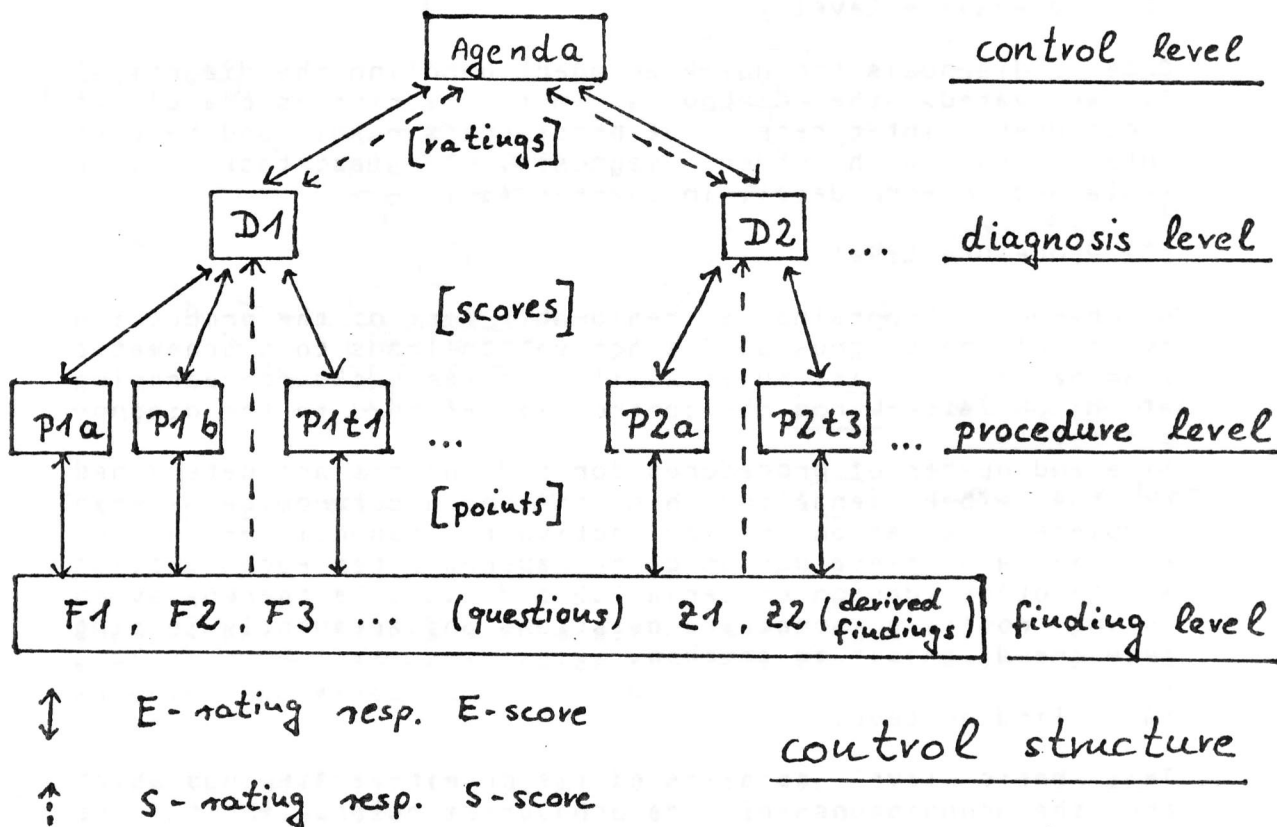 Agenda control level
[ratings]
D1 D2 ... diagnosis level
[scores]
P1a P1b P1t1 ... P2a P2t3 ... procedure level
[points]
F1, F2, F3 ... (questions) Z1, Z2 (derived findings) finding level
E-rating resp. E-score
control structure
S-rating resp. S-score